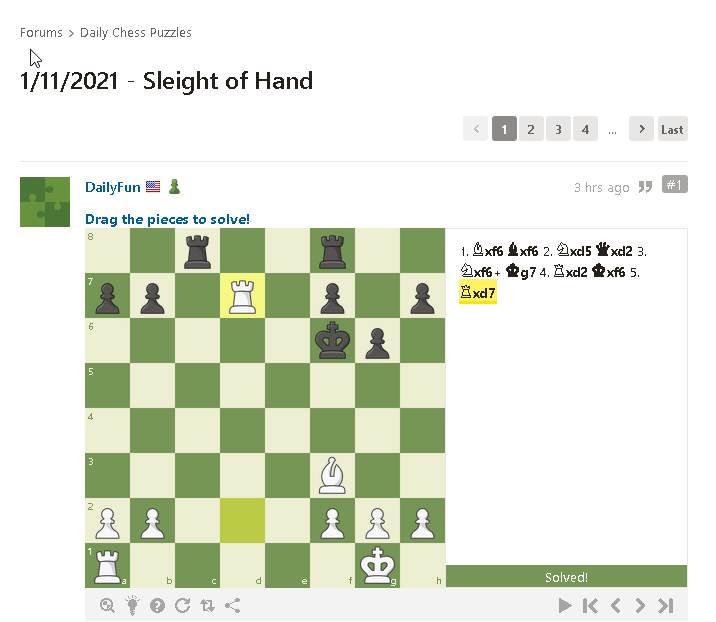 Forums > Daily Chess Puzzles
1/11/2021 - Sleight of Hand
< 1 2 3 4 ... > Last
DailyFun
3 hrs ago
#1
Drag the pieces to solve!
1. ♗xf6 ♝xf6 2. ♘xd5 ♛xd2 3.
♘xf6+ ♚g7 4. ♖xd2 ♚xf6 5.
♖xd7
8
7
6
5
4
3
2
1
a b c d e f g h
Solved!